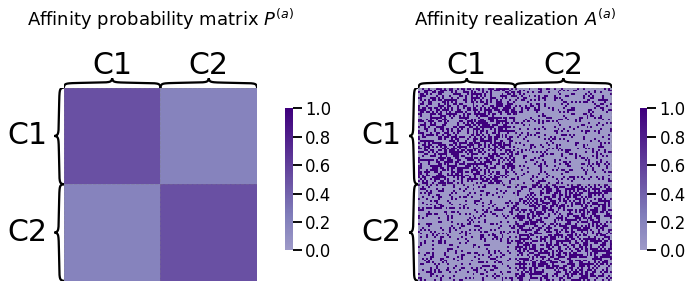 Affinity probability matrix P^(a)
C1 C2
C1
C2
1.0
0.8
0.6
0.4
0.2
0.0
Affinity realization A^(a)
C1 C2
C1
C2
1.0
0.8
0.6
0.4
0.2
0.0